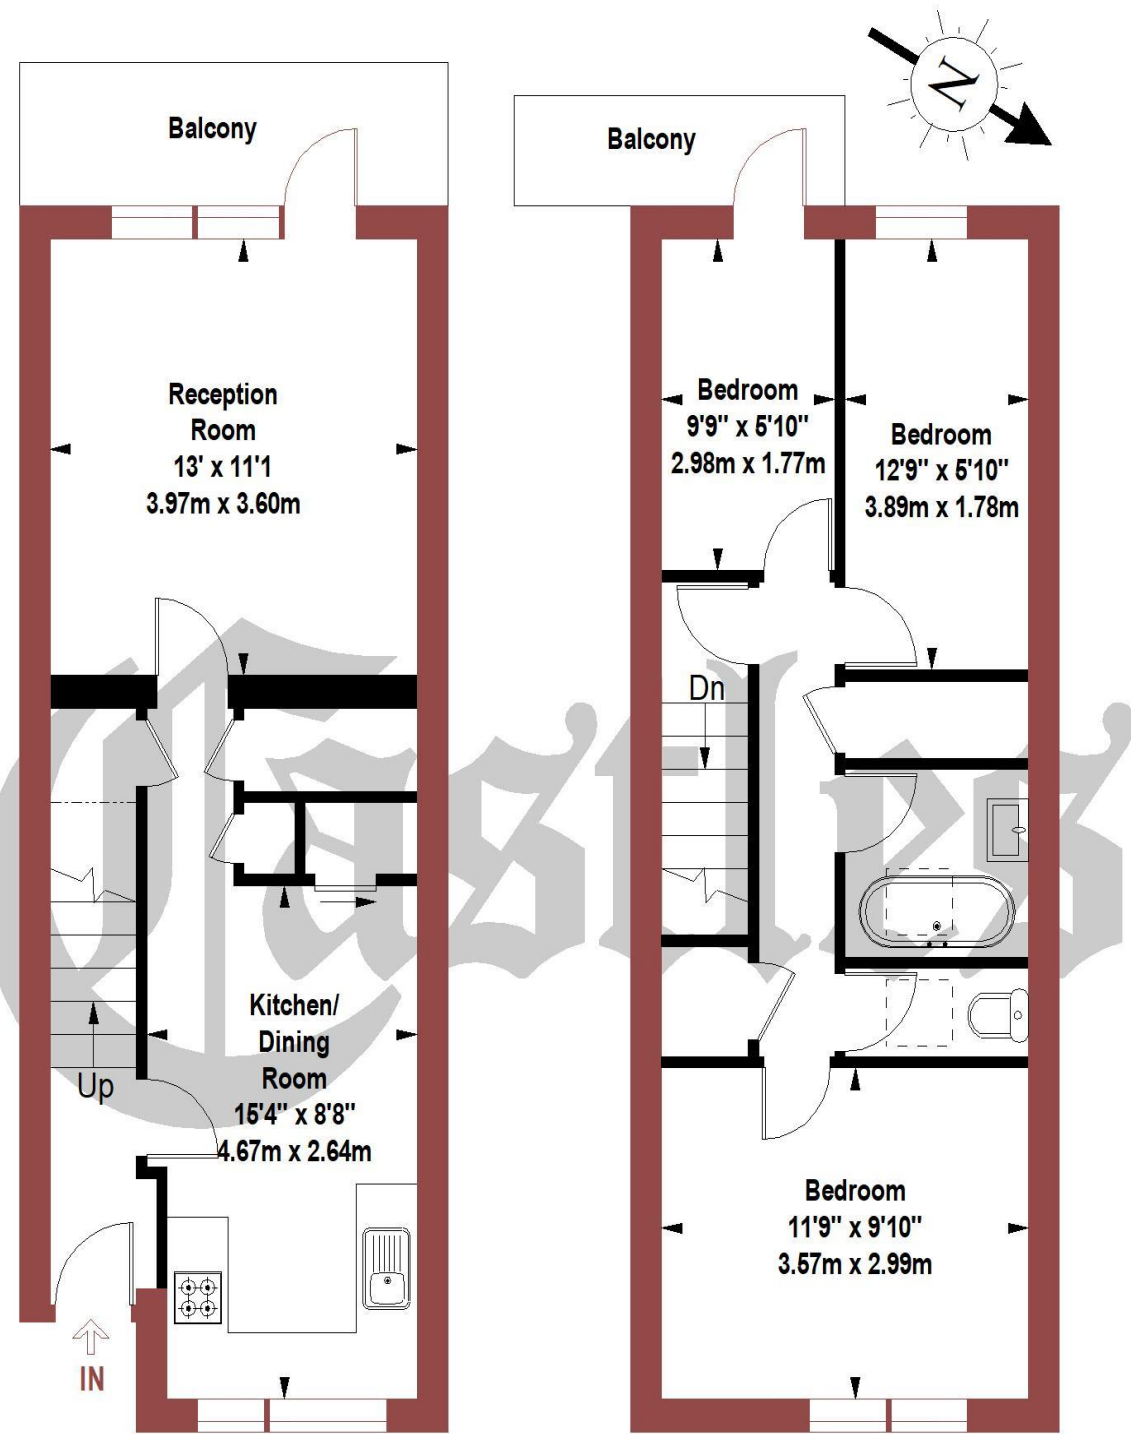 Balcony
Reception
Room
13' x 11'1
3.97m x 3.60m
Kitchen/
Dining
Room
15'4" x 8'8"
4.67m x 2.64m
Up
IN
Balcony
N
Bedroom
9'9" x 5'10"
2.98m x 1.77m
Bedroom
12'9" x 5'10"
3.89m x 1.78m
Dn
Bedroom
11'9" x 9'10"
3.57m x 2.99m
Castles